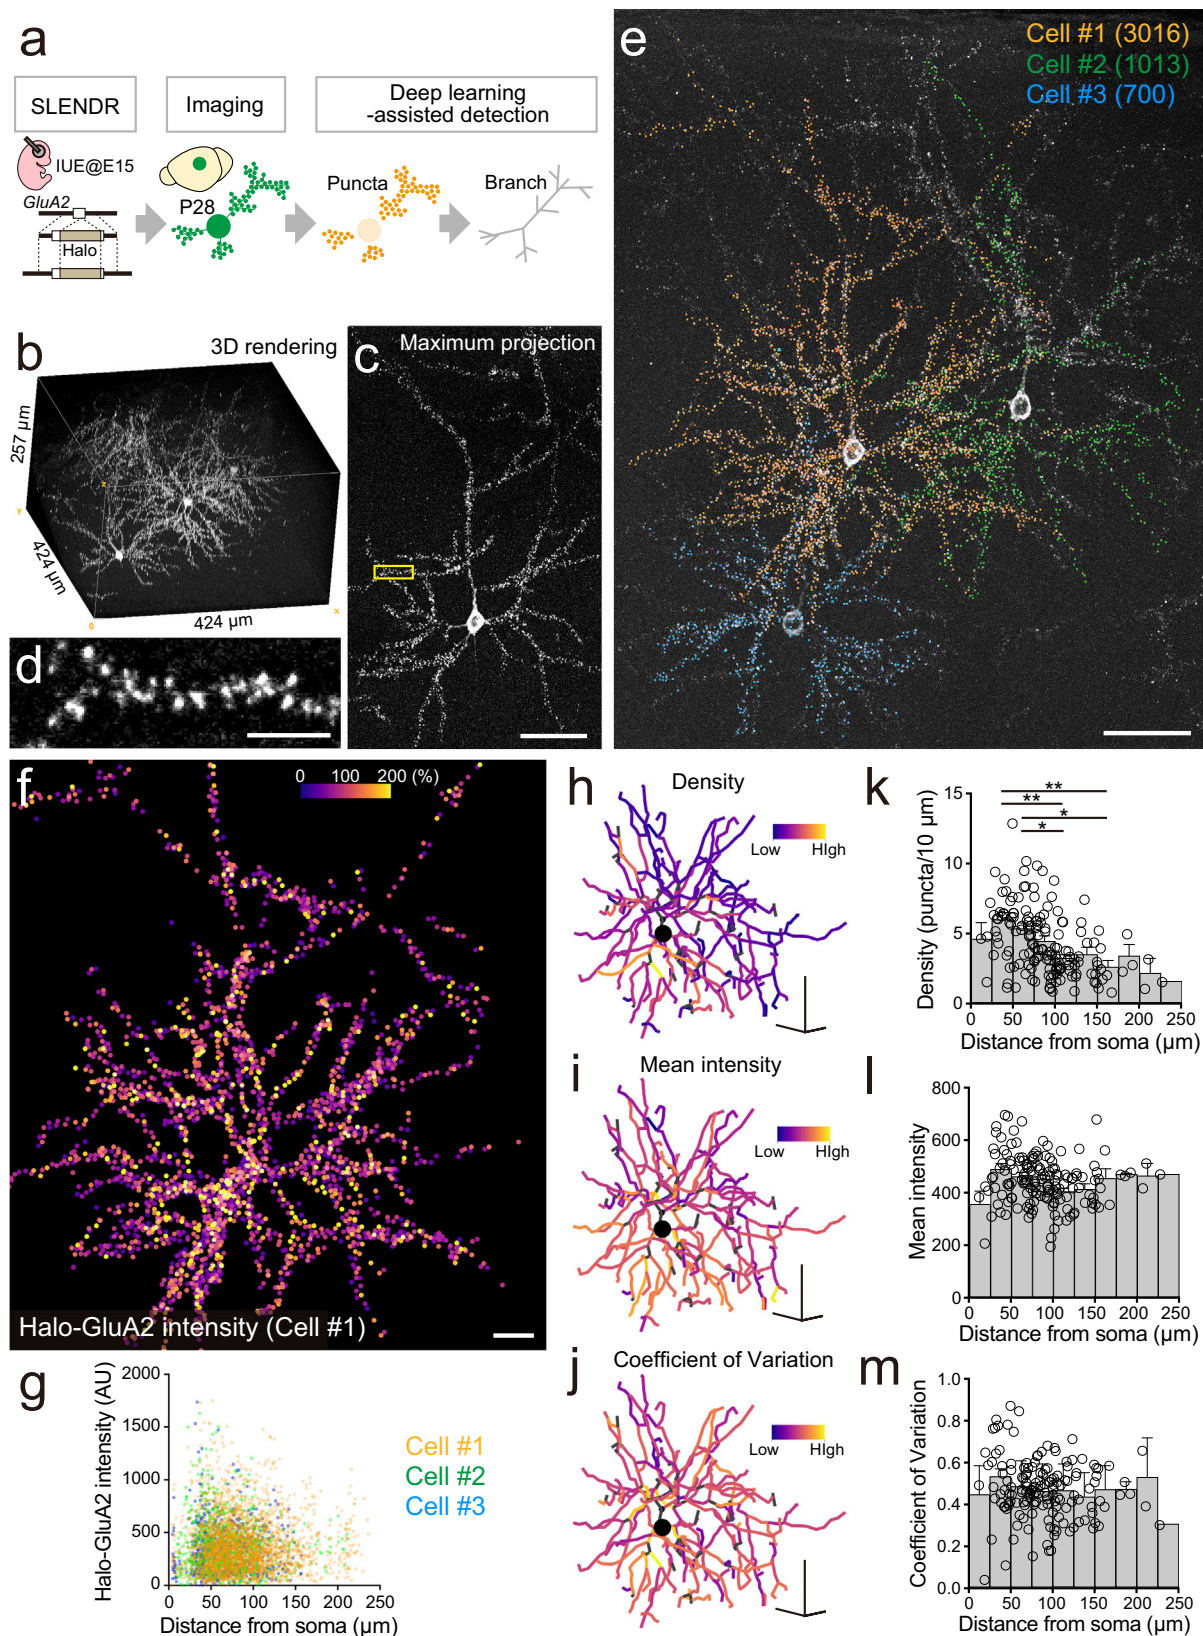 a
SLENDR
Imaging
Deep learning
-assisted detection
IUE@E15
GluA2
Halo
P28
Puncta
Branch
b
3D rendering
257 µm
424 µm
424 µm
z
y
0
x
c
Maximum projection
d
e
Cell #1 (3016)
Cell #2 (1013)
Cell #3 (700)
f
0 100 200 (%)
Halo-GluA2 intensity (Cell #1)
g
Halo-GluA2 intensity (AU)
2000
1500
1000
500
0
0 50 100 150 200 250
Distance from soma (µm)
Cell #1
Cell #2
Cell #3
h
Density
Low HIgh
i
Mean intensity
Low HIgh
j
Coefficient of Variation
Low HIgh
k
Density (puncta/10 µm)
15
10
5
0
**
**
*
*
0 50 100 150 200 250
Distance from soma (µm)
l
Mean intensity
800
600
400
200
0
0 50 100 150 200 250
Distance from soma (µm)
m
Coefficient of Variation
1.0
0.8
0.6
0.4
0.2
0.0
0 50 100 150 200 250
Distance from soma (µm)